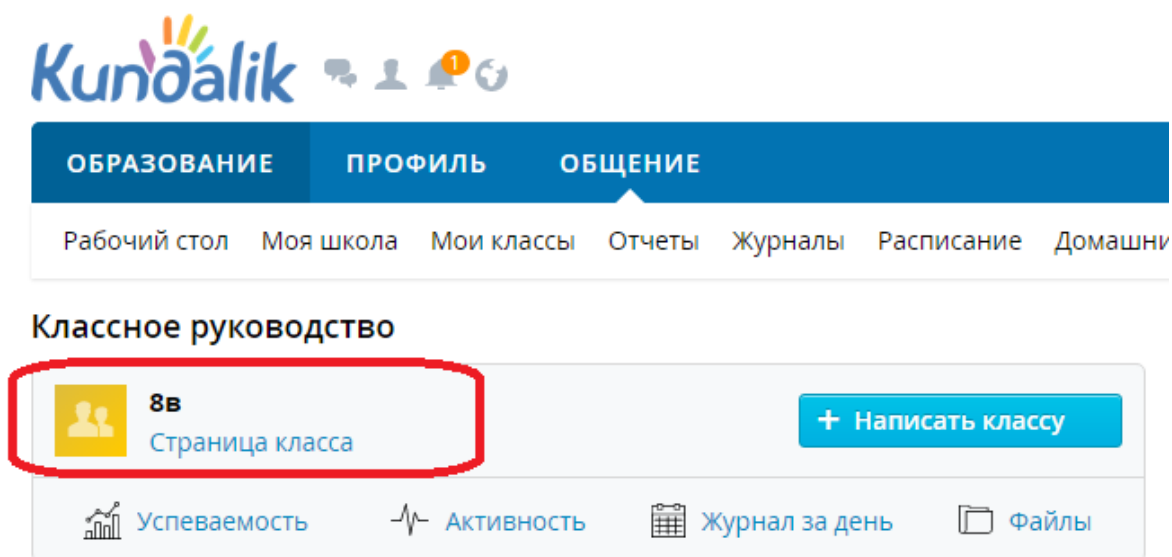 Kundalik
1
ОБРАЗОВАНИЕ ПРОФИЛЬ ОБЩЕНИЕ
Рабочий стол Моя школа Мои классы Отчеты Журналы Расписание Домашни
Классное руководство
8в
Страница класса
+ Написать классу
Успеваемость Активность Журнал за день Файлы